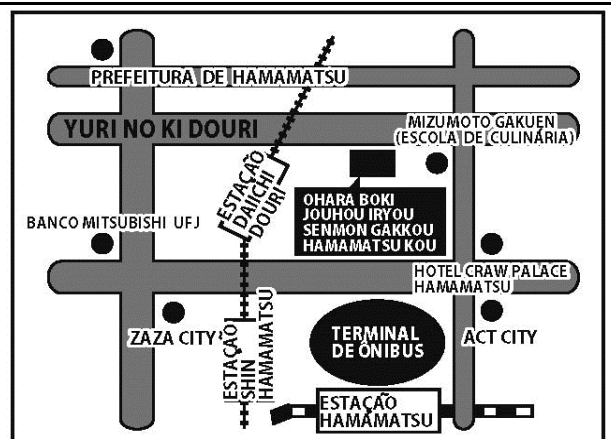 PREFEITURA DE HAMAMATSU
YURI NO KI DOURI
MIZUMOTO GAKUEN
(ESCOLA DE CULINÁRIA)
ESTAÇÃO
DAIICHI
DOURI
OHARA BOKI
JOUHOU IRYOU
SENMON GAKKOU
HAMAMATSU KOU
BANCO MITSUBISHI UFJ
HOTEL CRAW PALACE
HAMAMATSU
ZAZA CITY
ESTAÇÃO
SHIN
HAMAMATSU
TERMINAL
DE ÔNIBUS
ACT CITY
ESTAÇÃO
HAMAMATSU